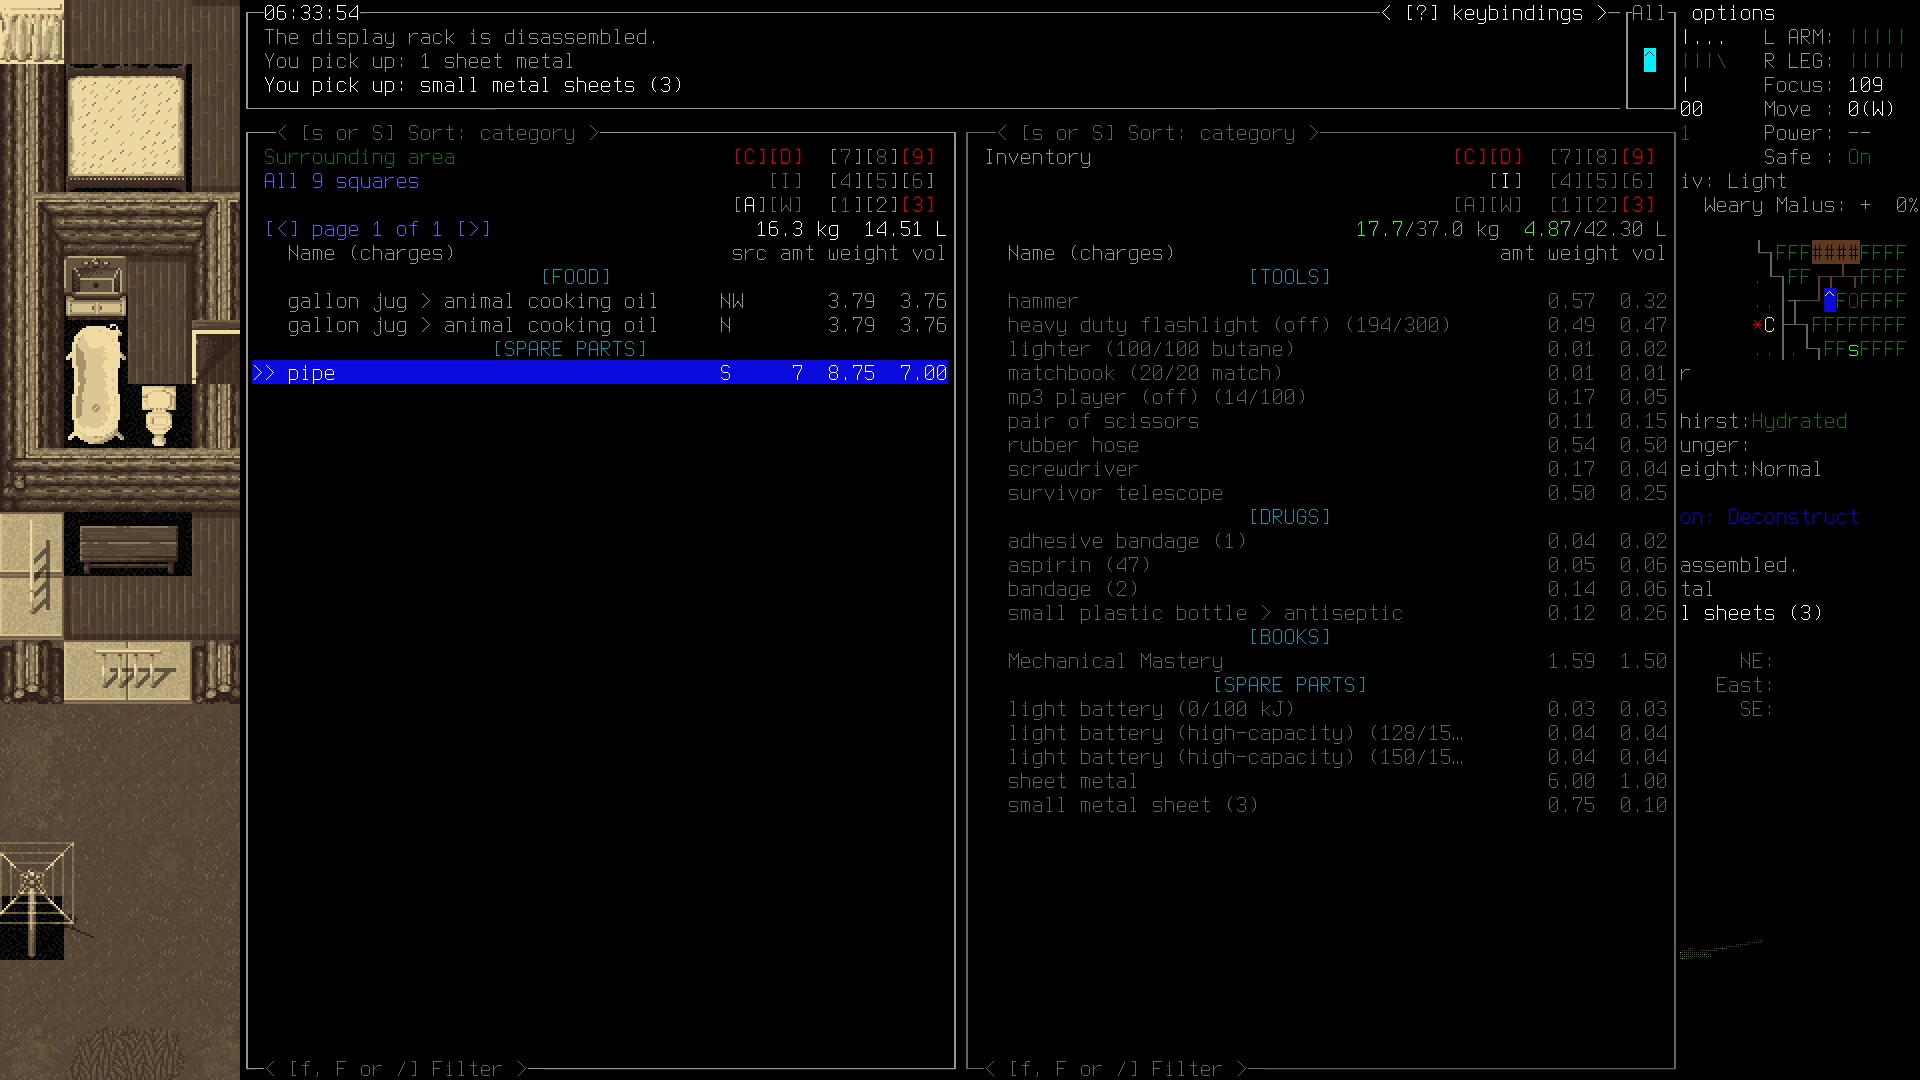 06:33:54 < [?] keybindings > All options
The display rack is disassembled.
You pick up: 1 sheet metal
You pick up: small metal sheets (3)
L ARM: |||||
|||\ R LEG: |||||
Focus: 109
00 Move : 0(W)
1 Power: --
Safe : On
iv: Light
Weary Malus: + 0%
< [s or S] Sort: category >
Surrounding area [C][D] [7][8][9]
All 9 squares [I] [4][5][6]
[A][W] [1][2][3]
[<] page 1 of 1 [>] 16.3 kg 14.51 L
Name (charges) src amt weight vol
[FOOD]
gallon jug > animal cooking oil NW 3.79 3.76
gallon jug > animal cooking oil N 3.79 3.76
[SPARE PARTS]
>> pipe S 7 8.75 7.00
< [f, F or /] Filter >
< [s or S] Sort: category >
Inventory [C][D] [7][8][9]
[I] [4][5][6]
[A][W] [1][2][3]
17.7/37.0 kg 4.87/42.30 L
Name (charges) amt weight vol
[TOOLS]
hammer 0.57 0.32
heavy duty flashlight (off) (194/300) 0.49 0.47
lighter (100/100 butane) 0.01 0.02
matchbook (20/20 match) 0.01 0.01
mp3 player (off) (14/100) 0.17 0.05
pair of scissors 0.11 0.15
rubber hose 0.54 0.50
screwdriver 0.17 0.04
survivor telescope 0.50 0.25
[DRUGS]
adhesive bandage (1) 0.04 0.02
aspirin (47) 0.05 0.06
bandage (2) 0.14 0.06
small plastic bottle > antiseptic 0.12 0.26
[BOOKS]
Mechanical Mastery 1.59 1.50
[SPARE PARTS]
light battery (0/100 kJ) 0.03 0.03
light battery (high-capacity) (128/15… 0.04 0.04
light battery (high-capacity) (150/15… 0.04 0.04
sheet metal 6.00 1.00
small metal sheet (3) 0.75 0.10
< [f, F or /] Filter >
FFF####FFFF
FF FFFF
^FOFFFF
*C FFFFFFFF
FFsFFFF
r
hirst:Hydrated
unger:
eight:Normal
on: Deconstruct
assembled.
tal
l sheets (3)
NE:
East:
SE: